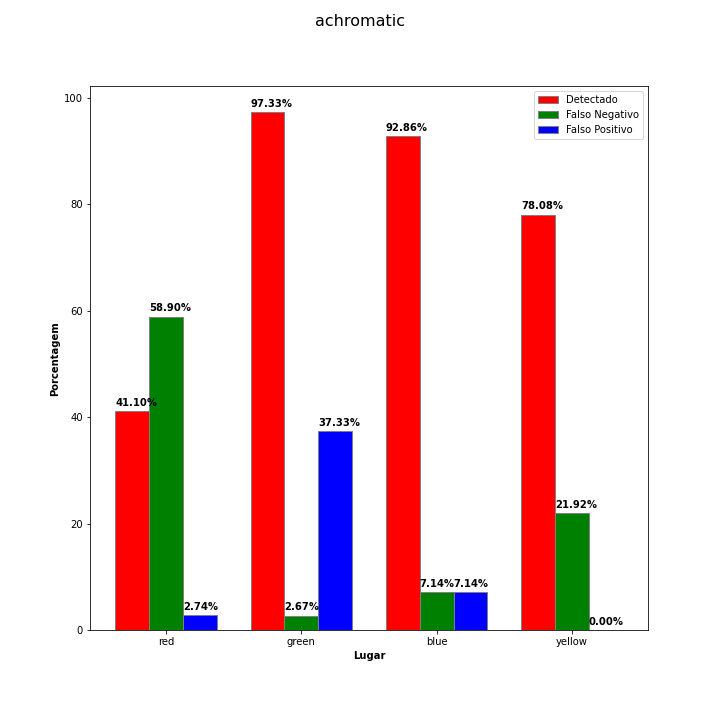 achromatic
Detectado
Falso Negativo
Falso Positivo
100
80
60
40
20
0
Porcentagem
41.10%
58.90%
2.74%
97.33%
2.67%
37.33%
92.86%
7.14%
7.14%
78.08%
21.92%
0.00%
red
green
blue
yellow
Lugar